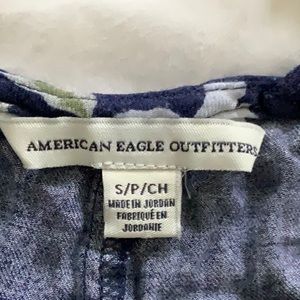 AMERICAN EAGLE OUTFITTERS
S/P/CH
MADE IN JORDAN
FABRIQUÉ EN
JORDANIE